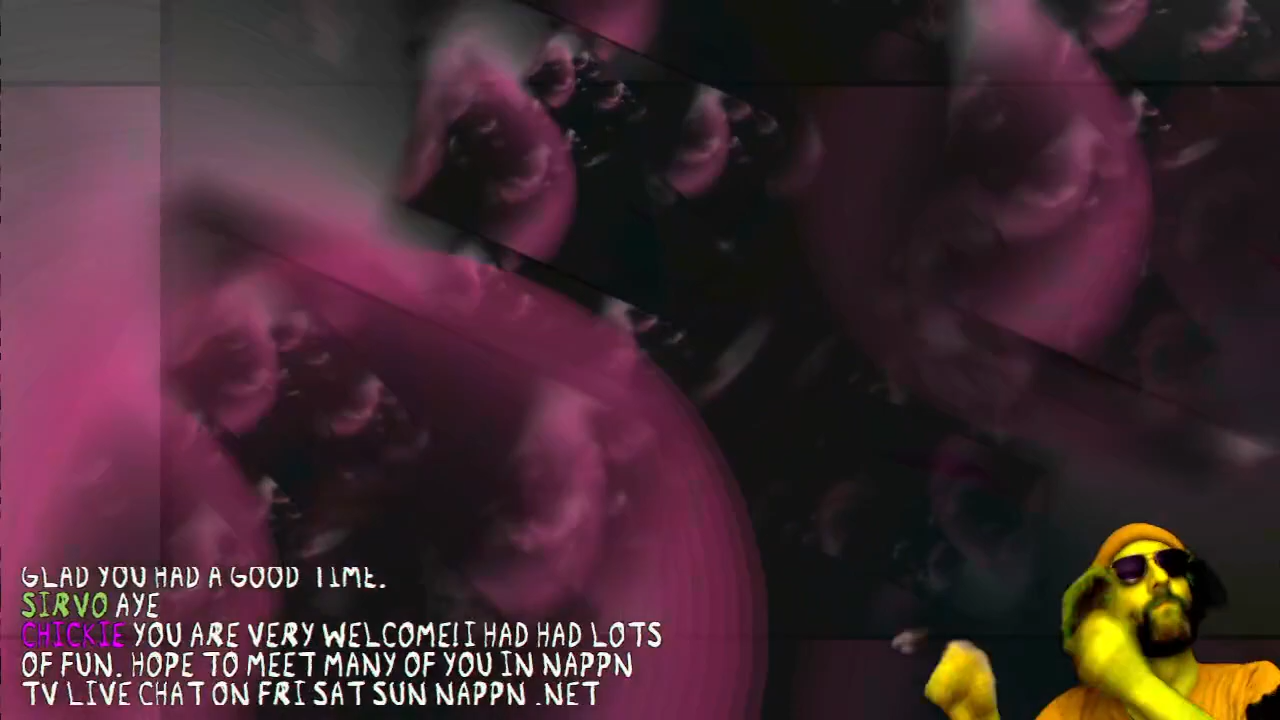 GLAD YOU HAD A GOOD TIME.
SIRVO AYE
CHICKIE YOU ARE VERY WELCOME!I HAD HAD LOTS
OF FUN. HOPE TO MEET MANY OF YOU IN NAPPN
TV LIVE CHAT ON FRI SAT SUN NAPPN .NET